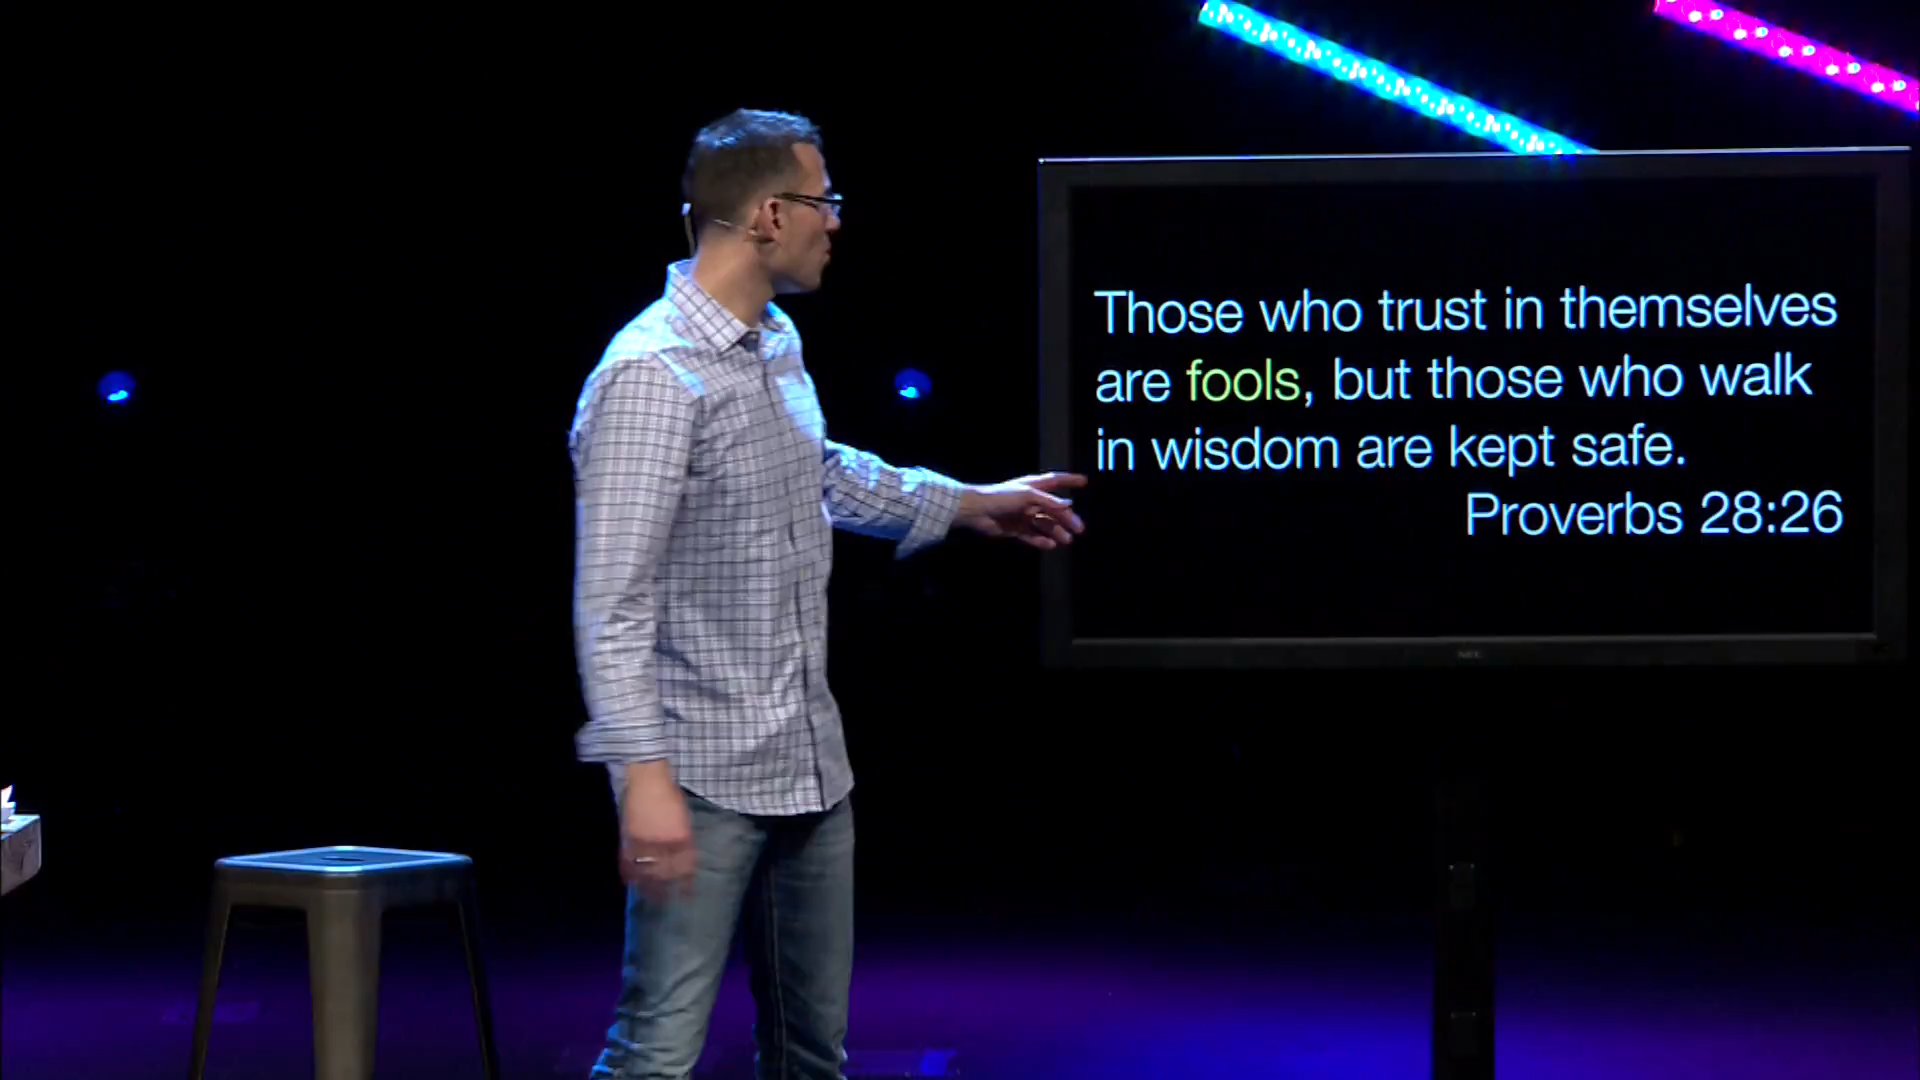 Those who trust in themselves
are fools, but those who walk
in wisdom are kept safe.
Proverbs 28:26
NEC